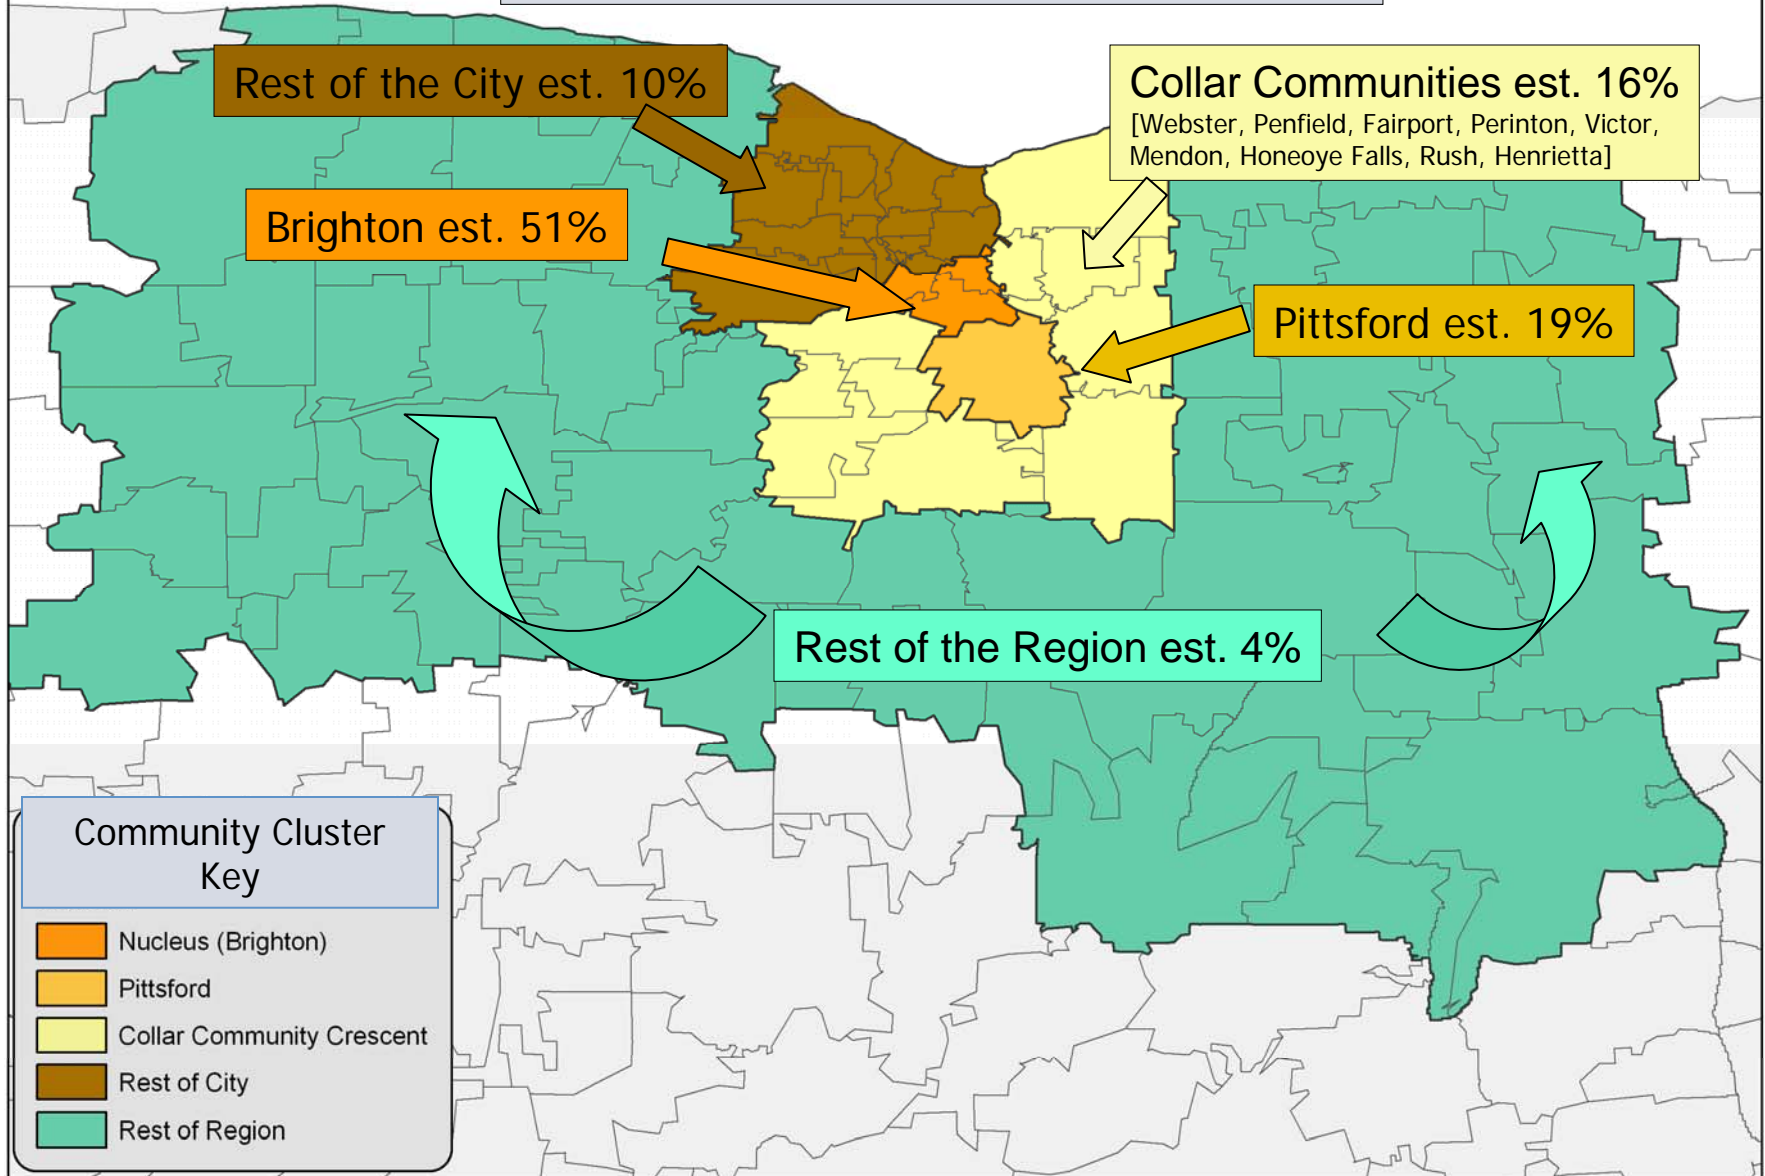 Rest of the City est. 10%
Collar Communities est. 16%
[Webster, Penfield, Fairport, Perinton, Victor,
Mendon, Honeoye Falls, Rush, Henrietta]
Brighton est. 51%
Pittsford est. 19%
Rest of the Region est. 4%
Community Cluster
Key
Nucleus (Brighton)
Pittsford
Collar Community Crescent
Rest of City
Rest of Region